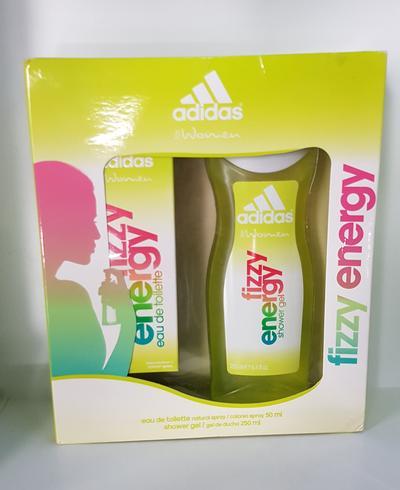 adidas
Women
adidas
Women
fizzy
energy
eau de toilette
adidas
Women
fizzy
energy
shower gel
fizzy energy
eau de toilette natural spray / colonia spray 50 ml
shower gel / gel de ducha 250 ml